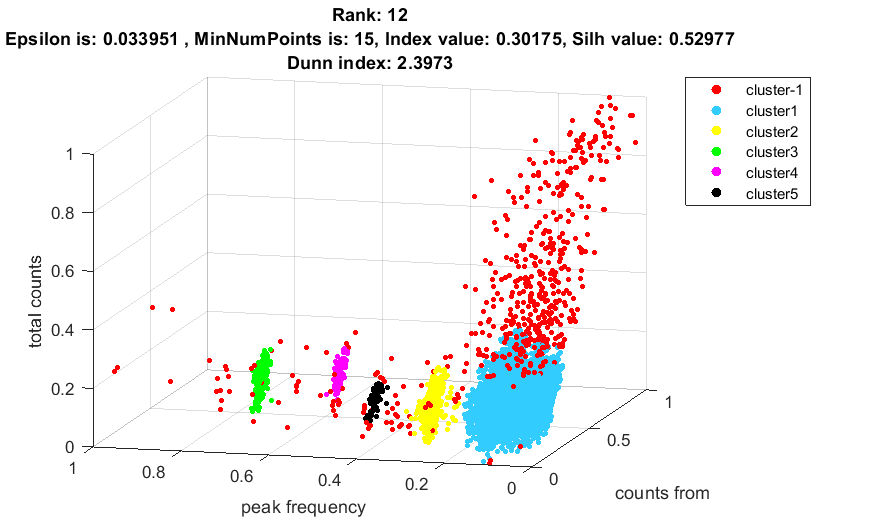 Rank: 12
Epsilon is: 0.033951 , MinNumPoints is: 15, Index value: 0.30175, Silh value: 0.52977
Dunn index: 2.3973
cluster-1
cluster1
cluster2
cluster3
cluster4
cluster5
total counts
1
0.8
0.6
0.4
0.2
0
1
0.8
0.6
0.4
0.2
0
peak frequency
0
0.5
1
counts from